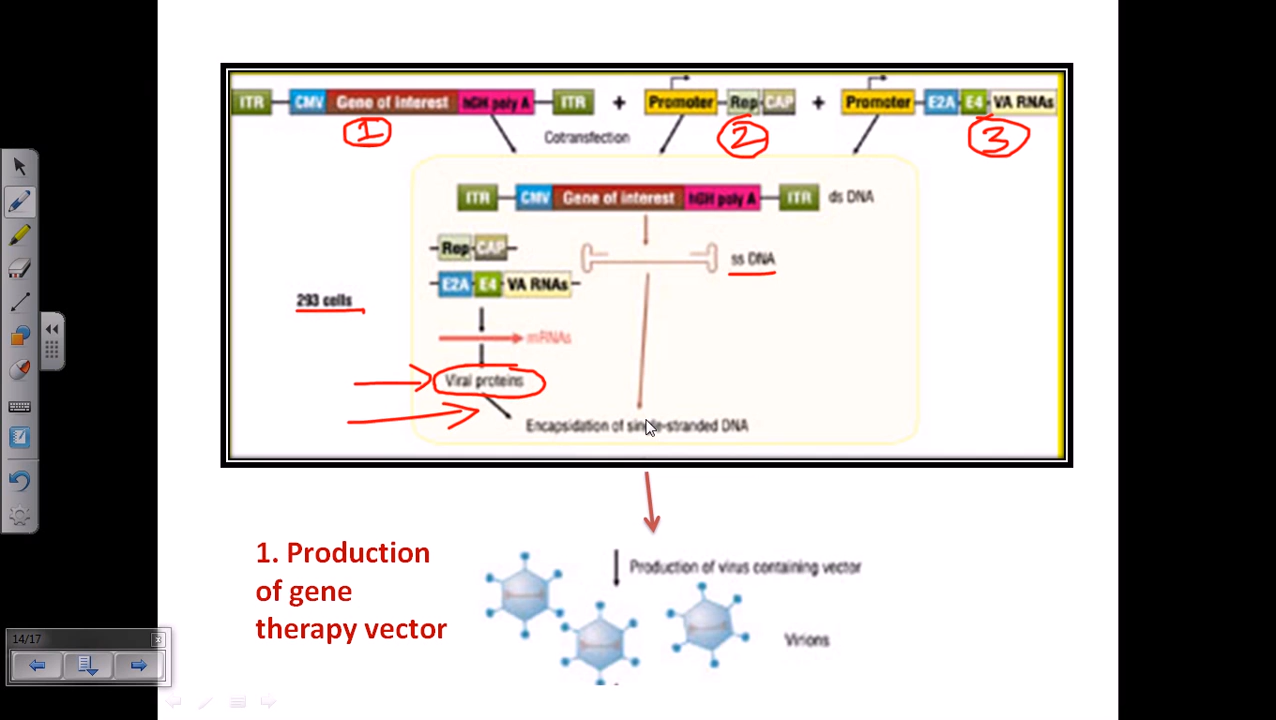 ITR CMV Gene of interest hGH poly A ITR + Promoter Rep CAP + Promoter E2A E4 VA RNAs
1 2 3
Cotransfection
ITR CMV Gene of interest hGH poly A ITR ds DNA
Rep CAP
ss DNA
E2A E4 VA RNAs
293 cells
mRNAs
Viral proteins
Encapsidation of single-stranded DNA
1. Production
of gene
therapy vector
Production of virus containing vector
Virions
14/17